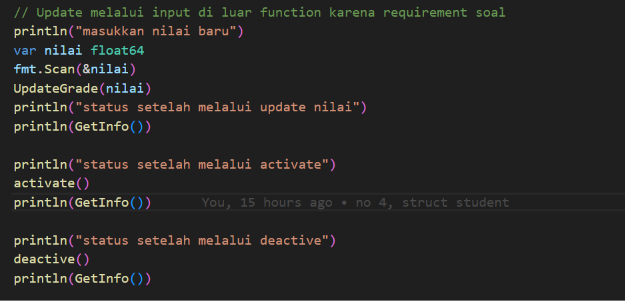 // Update melalui input di luar function karena requirement soal
println("masukkan nilai baru")
var nilai float64
fmt.Scan(&nilai)
UpdateGrade(nilai)
println("status setelah melalui update nilai")
println(GetInfo())
println("status setelah melalui activate")
activate()
println(GetInfo()) You, 15 hours ago • no 4, struct student
println("status setelah melalui deactive")
deactive()
println(GetInfo())